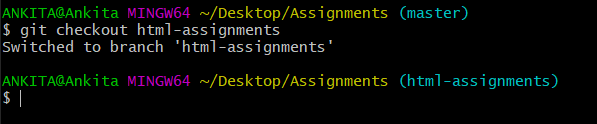 ANKITA@Ankita MINGW64 ~/Desktop/Assignments (master)
$ git checkout html-assignments
Switched to branch 'html-assignments'
ANKITA@Ankita MINGW64 ~/Desktop/Assignments (html-assignments)
$